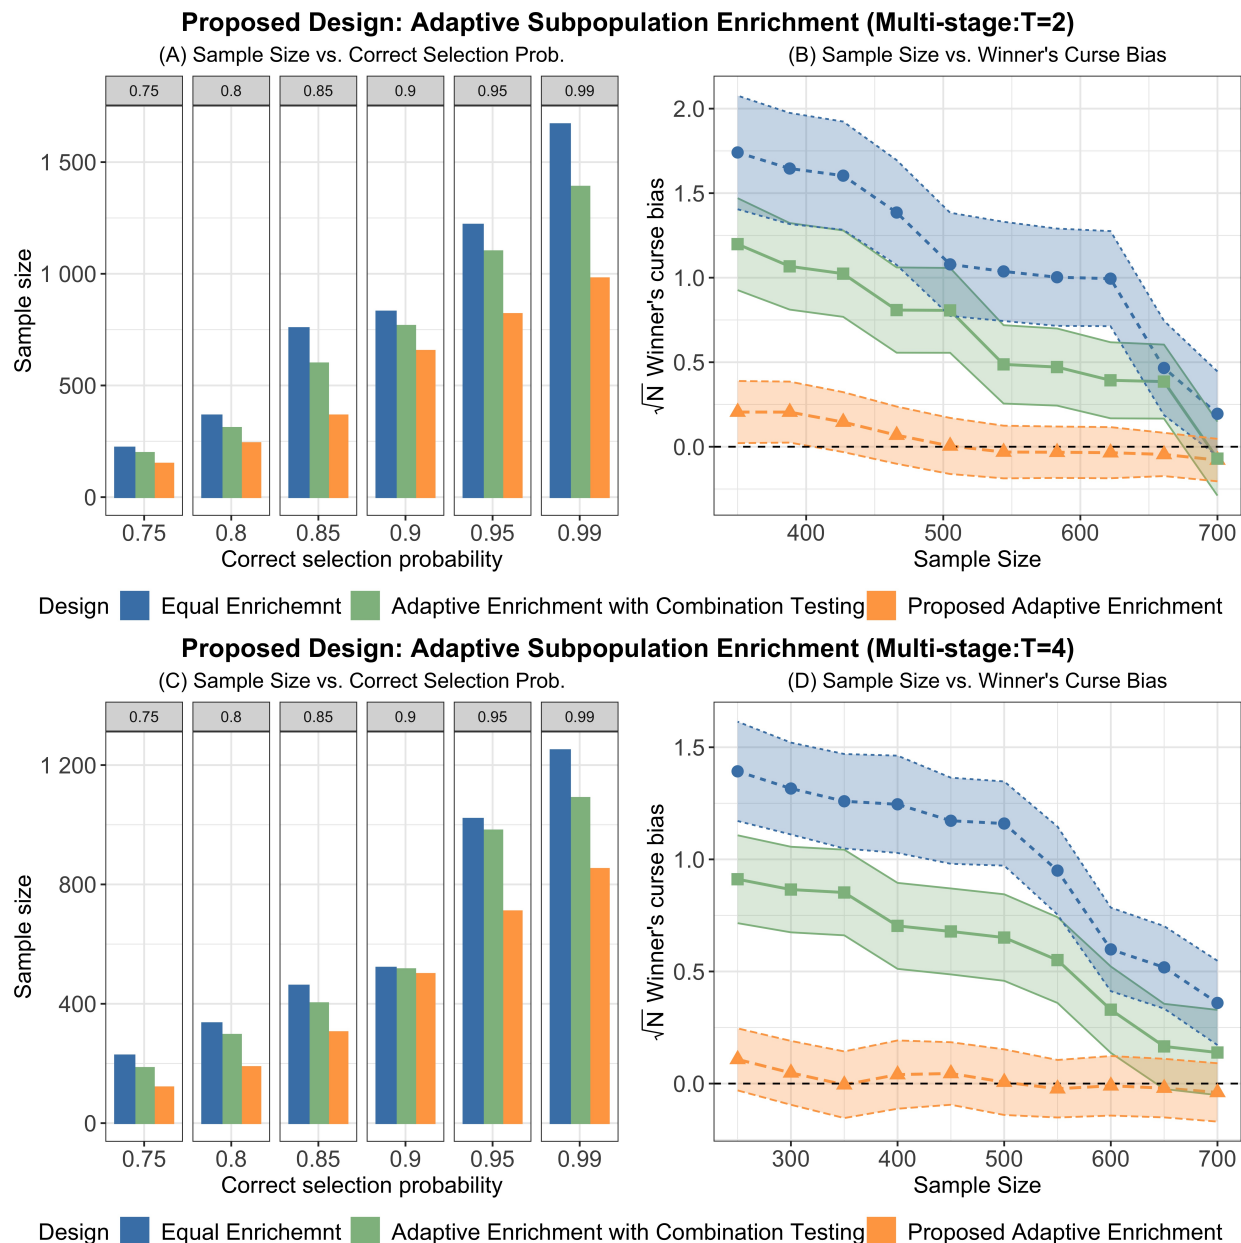 Proposed Design: Adaptive Subpopulation Enrichment (Multi-stage:T=2)
(A) Sample Size vs. Correct Selection Prob.
0.75 0.8 0.85 0.9 0.95 0.99
Sample size
1 500
1 000
500
0
0.75 0.8 0.85 0.9 0.95 0.99
Correct selection probability
(B) Sample Size vs. Winner's Curse Bias
√N Winner's curse bias
2.0
1.5
1.0
0.5
0.0
400 500 600 700
Sample Size
Design Equal Enrichemnt Adaptive Enrichment with Combination Testing Proposed Adaptive Enrichment
Proposed Design: Adaptive Subpopulation Enrichment (Multi-stage:T=4)
(C) Sample Size vs. Correct Selection Prob.
0.75 0.8 0.85 0.9 0.95 0.99
Sample size
1 200
800
400
0
0.75 0.8 0.85 0.9 0.95 0.99
Correct selection probability
(D) Sample Size vs. Winner's Curse Bias
√N Winner's curse bias
1.5
1.0
0.5
0.0
300 400 500 600 700
Sample Size
Design Equal Enrichemnt Adaptive Enrichment with Combination Testing Proposed Adaptive Enrichment